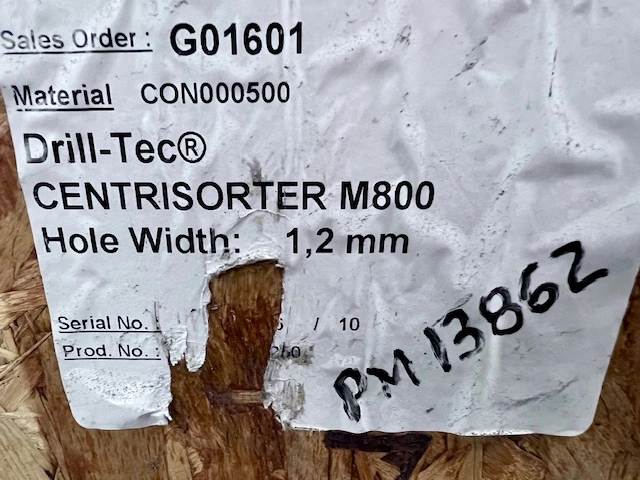 Sales Order: G01601
Material CON000500
Drill-Tec®
CENTRISORTER M800
Hole Width: 1,2 mm
Serial No.: / 10
Prod. No.:
PM 13862